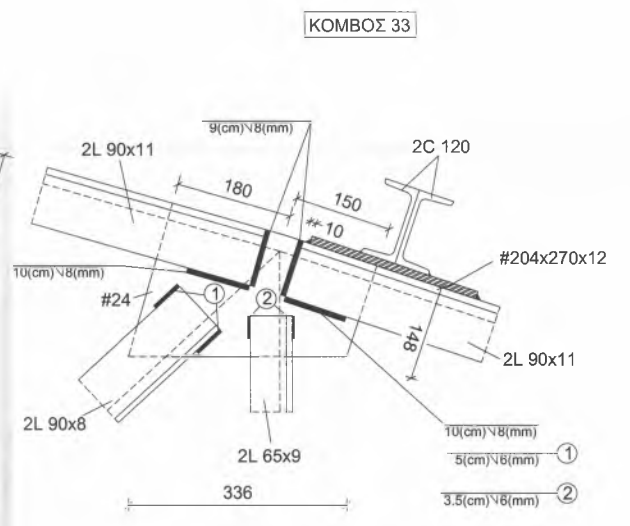 ΚΟΜΒΟΣ 33
9(cm)√8(mm)
2L 90x11
2C 120
180
150
10
#204x270x12
10(cm)√8(mm)
#24
1
2
148
2L 90x11
2L 90x8
2L 65x9
10(cm)√8(mm)
5(cm)√6(mm) 1
3.5(cm)√6(mm) 2
336